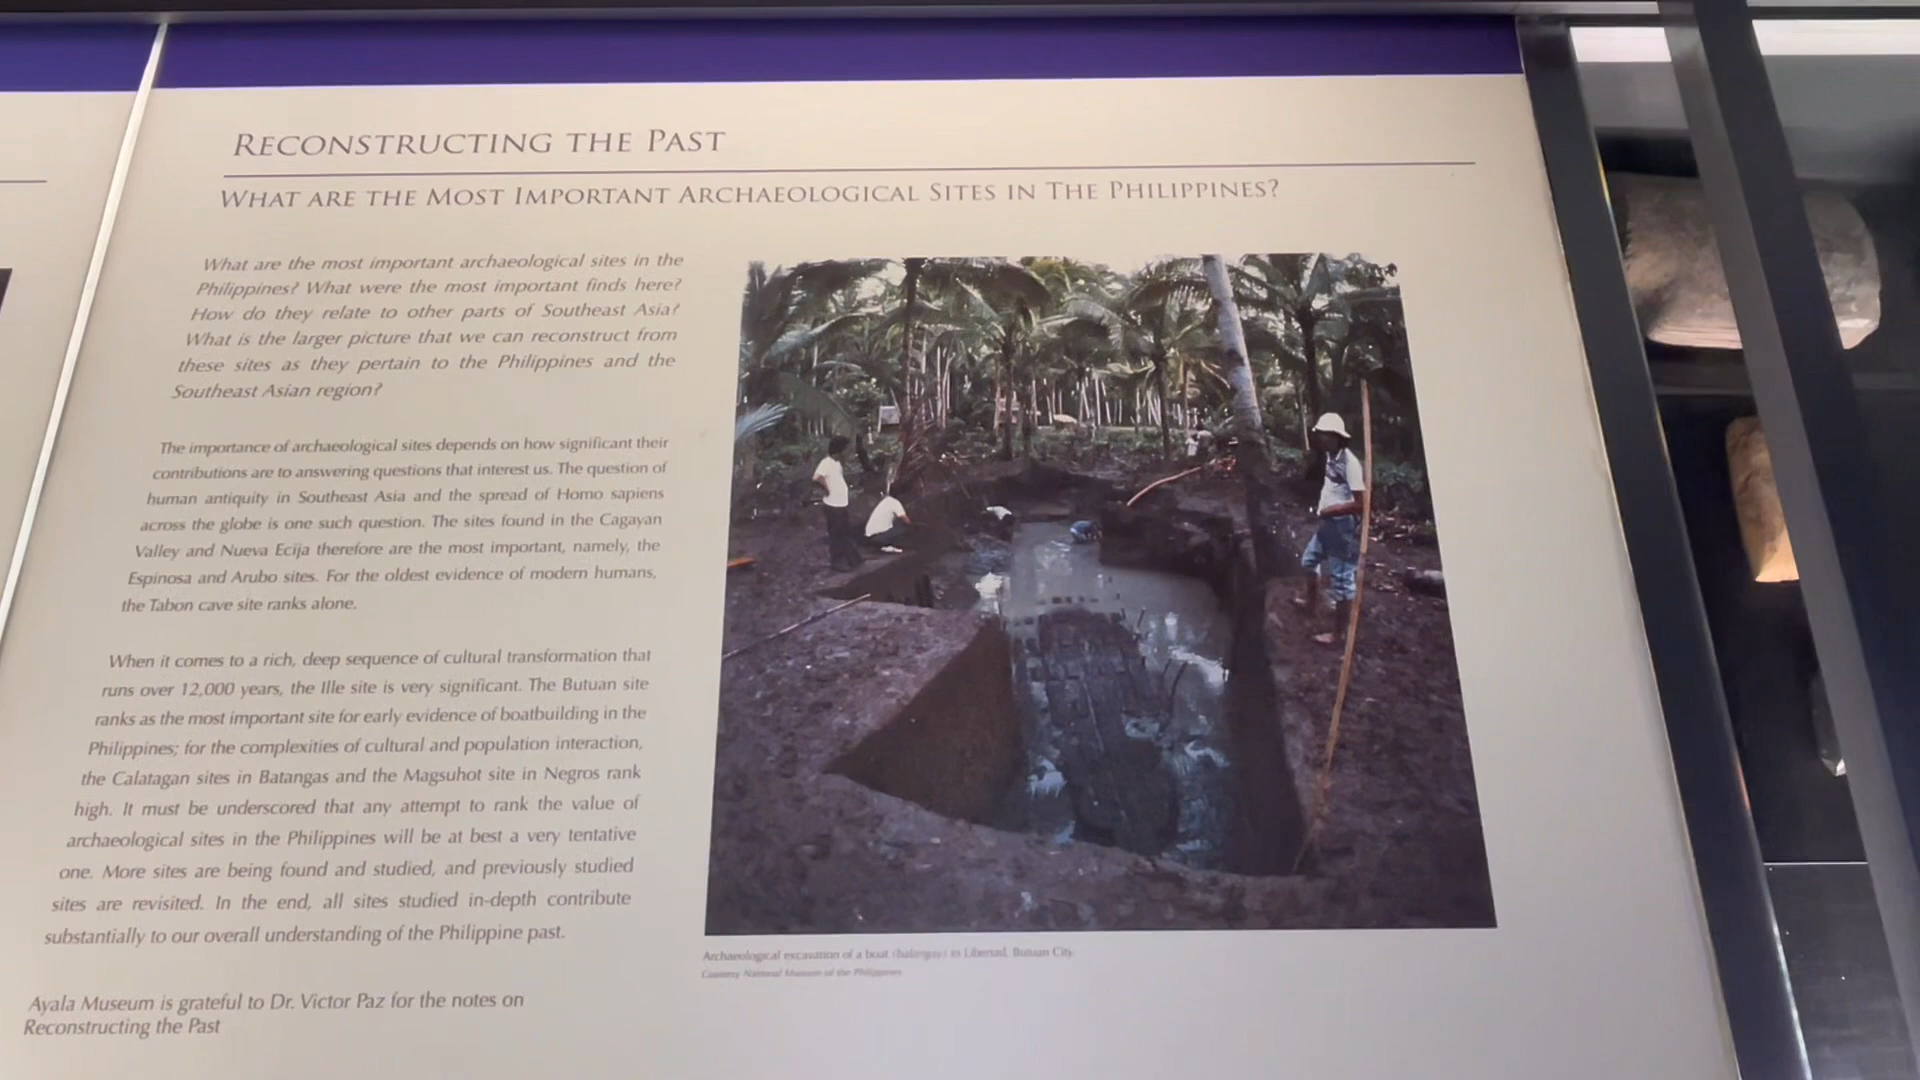 RECONSTRUCTING THE PAST
WHAT ARE THE MOST IMPORTANT ARCHAEOLOGICAL SITES IN THE PHILIPPINES?
What are the most important archaeological sites in the
Philippines? What were the most important finds here?
How do they relate to other parts of Southeast Asia?
What is the larger picture that we can reconstruct from
these sites as they pertain to the Philippines and the
Southeast Asian region?
The importance of archaeological sites depends on how significant their
contributions are to answering questions that interest us. The question of
human antiquity in Southeast Asia and the spread of Homo sapiens
across the globe is one such question. The sites found in the Cagayan
Valley and Nueva Ecija therefore are the most important, namely, the
Espinosa and Arubo sites. For the oldest evidence of modern humans,
the Tabon cave site ranks alone.
When it comes to a rich, deep sequence of cultural transformation that
runs over 12,000 years, the Ille site is very significant. The Butuan site
ranks as the most important site for early evidence of boatbuilding in the
Philippines; for the complexities of cultural and population interaction,
the Calatagan sites in Batangas and the Magsuhot site in Negros rank
high. It must be underscored that any attempt to rank the value of
archaeological sites in the Philippines will be at best a very tentative
one. More sites are being found and studied, and previously studied
sites are revisited. In the end, all sites studied in-depth contribute
substantially to our overall understanding of the Philippine past.
Ayala Museum is grateful to Dr. Victor Paz for the notes on
Reconstructing the Past
Archaeological excavation of a boat (balangay) in Libertad, Butuan City.
Courtesy National Museum of the Philippines